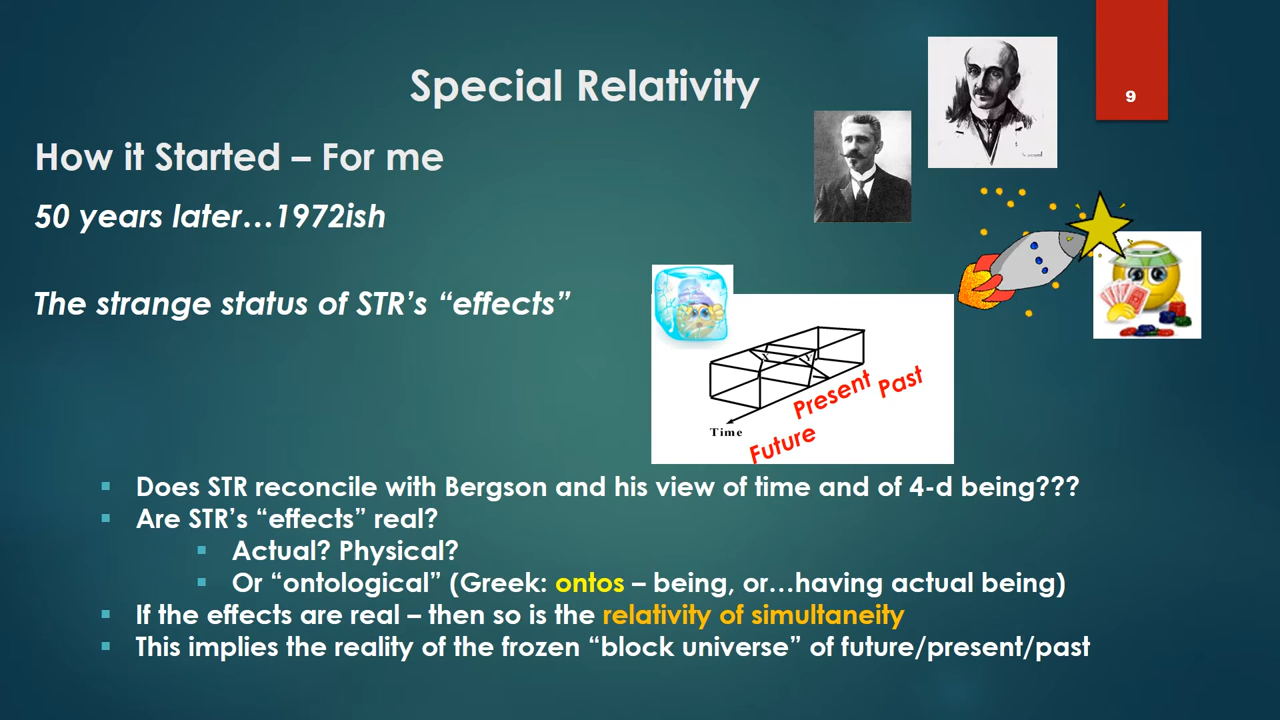 Special Relativity
9
How it Started – For me
50 years later...1972ish
The strange status of STR's “effects”
Present
Past
Time
Future
▪ Does STR reconcile with Bergson and his view of time and of 4-d being???
▪ Are STR's “effects” real?
▪ Actual? Physical?
▪ Or “ontological” (Greek: ontos – being, or...having actual being)
▪ If the effects are real – then so is the relativity of simultaneity
▪ This implies the reality of the frozen “block universe” of future/present/past